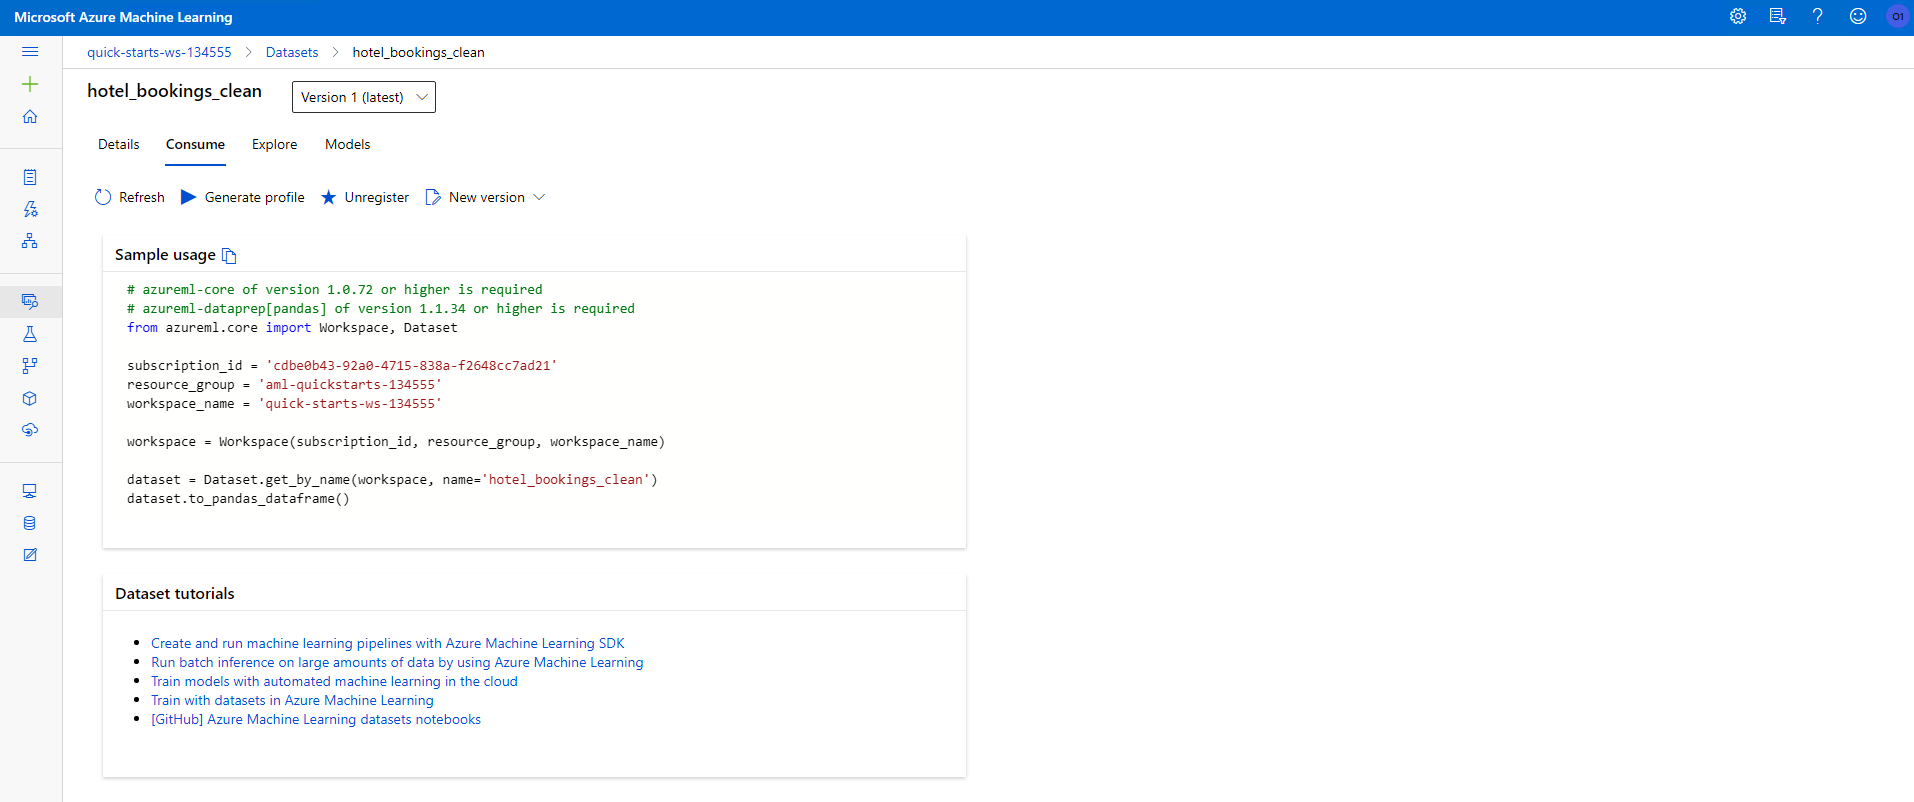 Microsoft Azure Machine Learning
O1
quick-starts-ws-134555 > Datasets > hotel_bookings_clean
hotel_bookings_clean
Version 1 (latest)
Details Consume Explore Models
Refresh Generate profile Unregister New version
Sample usage
# azureml-core of version 1.0.72 or higher is required
# azureml-dataprep[pandas] of version 1.1.34 or higher is required
from azureml.core import Workspace, Dataset
subscription_id = 'cdbe0b43-92a0-4715-838a-f2648cc7ad21'
resource_group = 'aml-quickstarts-134555'
workspace_name = 'quick-starts-ws-134555'
workspace = Workspace(subscription_id, resource_group, workspace_name)
dataset = Dataset.get_by_name(workspace, name='hotel_bookings_clean')
dataset.to_pandas_dataframe()
Dataset tutorials
Create and run machine learning pipelines with Azure Machine Learning SDK
Run batch inference on large amounts of data by using Azure Machine Learning
Train models with automated machine learning in the cloud
Train with datasets in Azure Machine Learning
[GitHub] Azure Machine Learning datasets notebooks